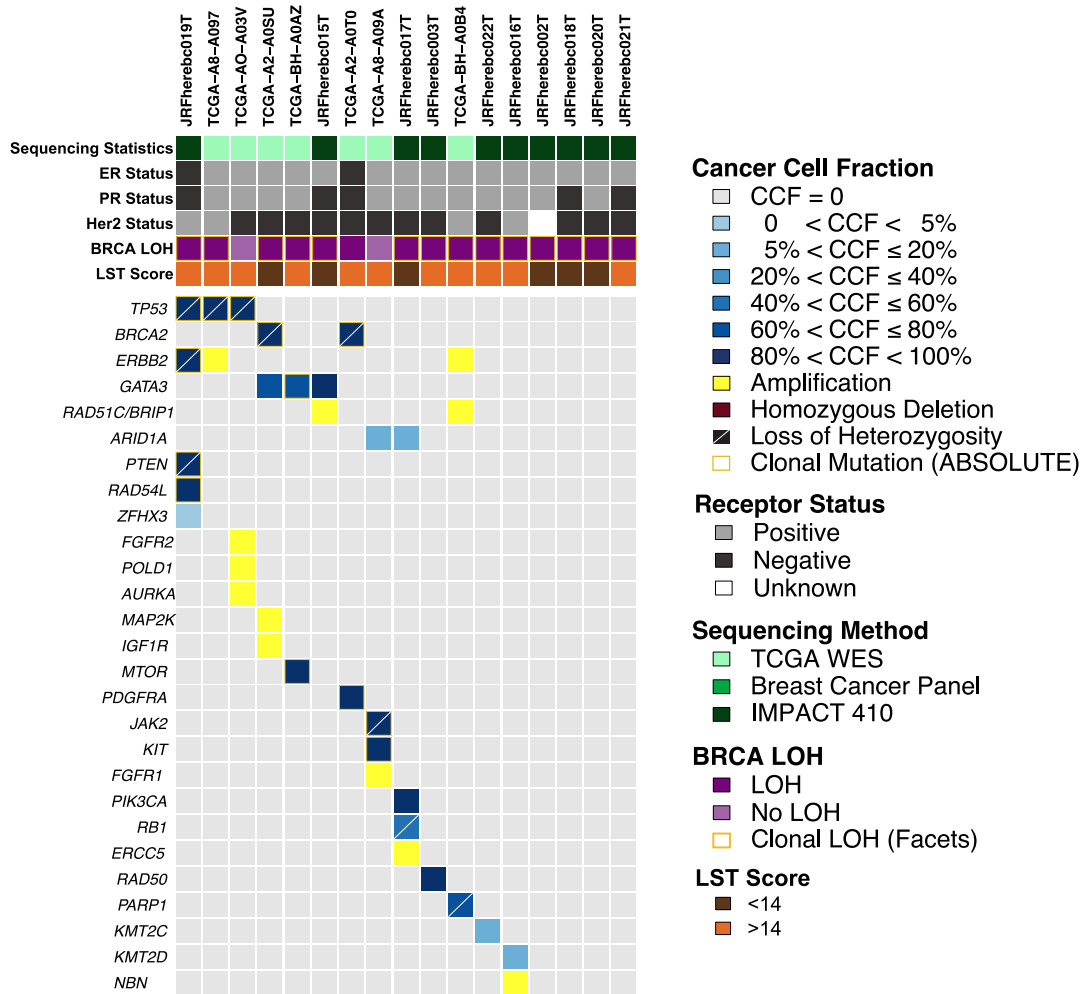 JRFherebc019T
TCGA−A8−A097
TCGA−AO−A03V
TCGA−A2−A0SU
TCGA−BH−A0AZ
JRFherebc015T
TCGA−A2−A0T0
TCGA−A8−A09A
JRFherebc017T
JRFherebc003T
TCGA−BH−A0B4
JRFherebc022T
JRFherebc016T
JRFherebc002T
JRFherebc018T
JRFherebc020T
JRFherebc021T
Sequencing Statistics
ER Status
PR Status
Her2 Status
BRCA LOH
LST Score
TP53
BRCA2
ERBB2
GATA3
RAD51C/BRIP1
ARID1A
PTEN
RAD54L
ZFHX3
FGFR2
POLD1
AURKA
MAP2K
IGF1R
MTOR
PDGFRA
JAK2
KIT
FGFR1
PIK3CA
RB1
ERCC5
RAD50
PARP1
KMT2C
KMT2D
NBN
Cancer Cell Fraction
CCF = 0
0 < CCF < 5%
5% < CCF ≤ 20%
20% < CCF ≤ 40%
40% < CCF ≤ 60%
60% < CCF ≤ 80%
80% < CCF < 100%
Amplification
Homozygous Deletion
Loss of Heterozygosity
Clonal Mutation (ABSOLUTE)
Receptor Status
Positive
Negative
Unknown
Sequencing Method
TCGA WES
Breast Cancer Panel
IMPACT 410
BRCA LOH
LOH
No LOH
Clonal LOH (Facets)
LST Score
<14
>14